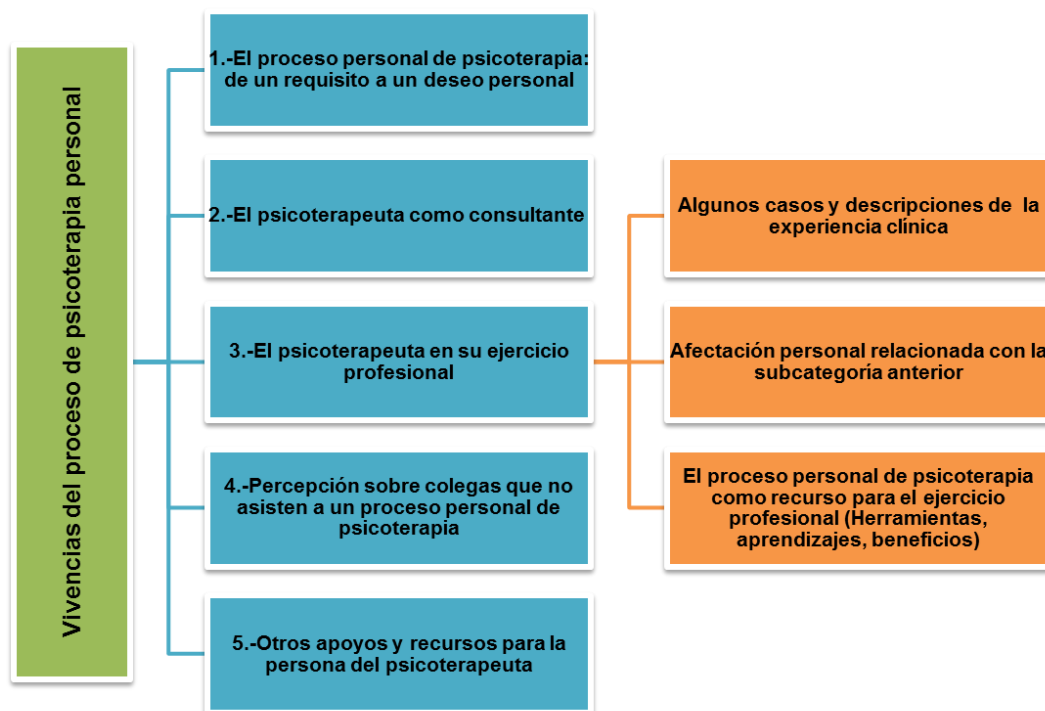 Vivencias del proceso de psicoterapia personal
1.-El proceso personal de psicoterapia:
de un requisito a un deseo personal
2.-El psicoterapeuta como consultante
3.-El psicoterapeuta en su ejercicio
profesional
4.-Percepción sobre colegas que no
asisten a un proceso personal de
psicoterapia
5.-Otros apoyos y recursos para la
persona del psicoterapeuta
Algunos casos y descripciones de la
experiencia clínica
Afectación personal relacionada con la
subcategoría anterior
El proceso personal de psicoterapia
como recurso para el ejercicio
profesional (Herramientas,
aprendizajes, beneficios)